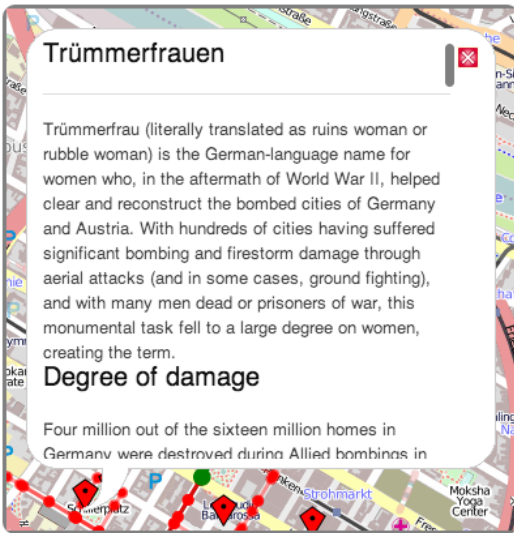 Trümmerfrauen
Trümmerfrau (literally translated as ruins woman or
rubble woman) is the German-language name for
women who, in the aftermath of World War II, helped
clear and reconstruct the bombed cities of Germany
and Austria. With hundreds of cities having suffered
significant bombing and firestorm damage through
aerial attacks (and in some cases, ground fighting),
and with many men dead or prisoners of war, this
monumental task fell to a large degree on women,
creating the term.
Degree of damage
Four million out of the sixteen million homes in
Germany were destroyed during Allied bombings in
P
Strohmarkt
Moksha
Yoga
Center
Schillerplatz